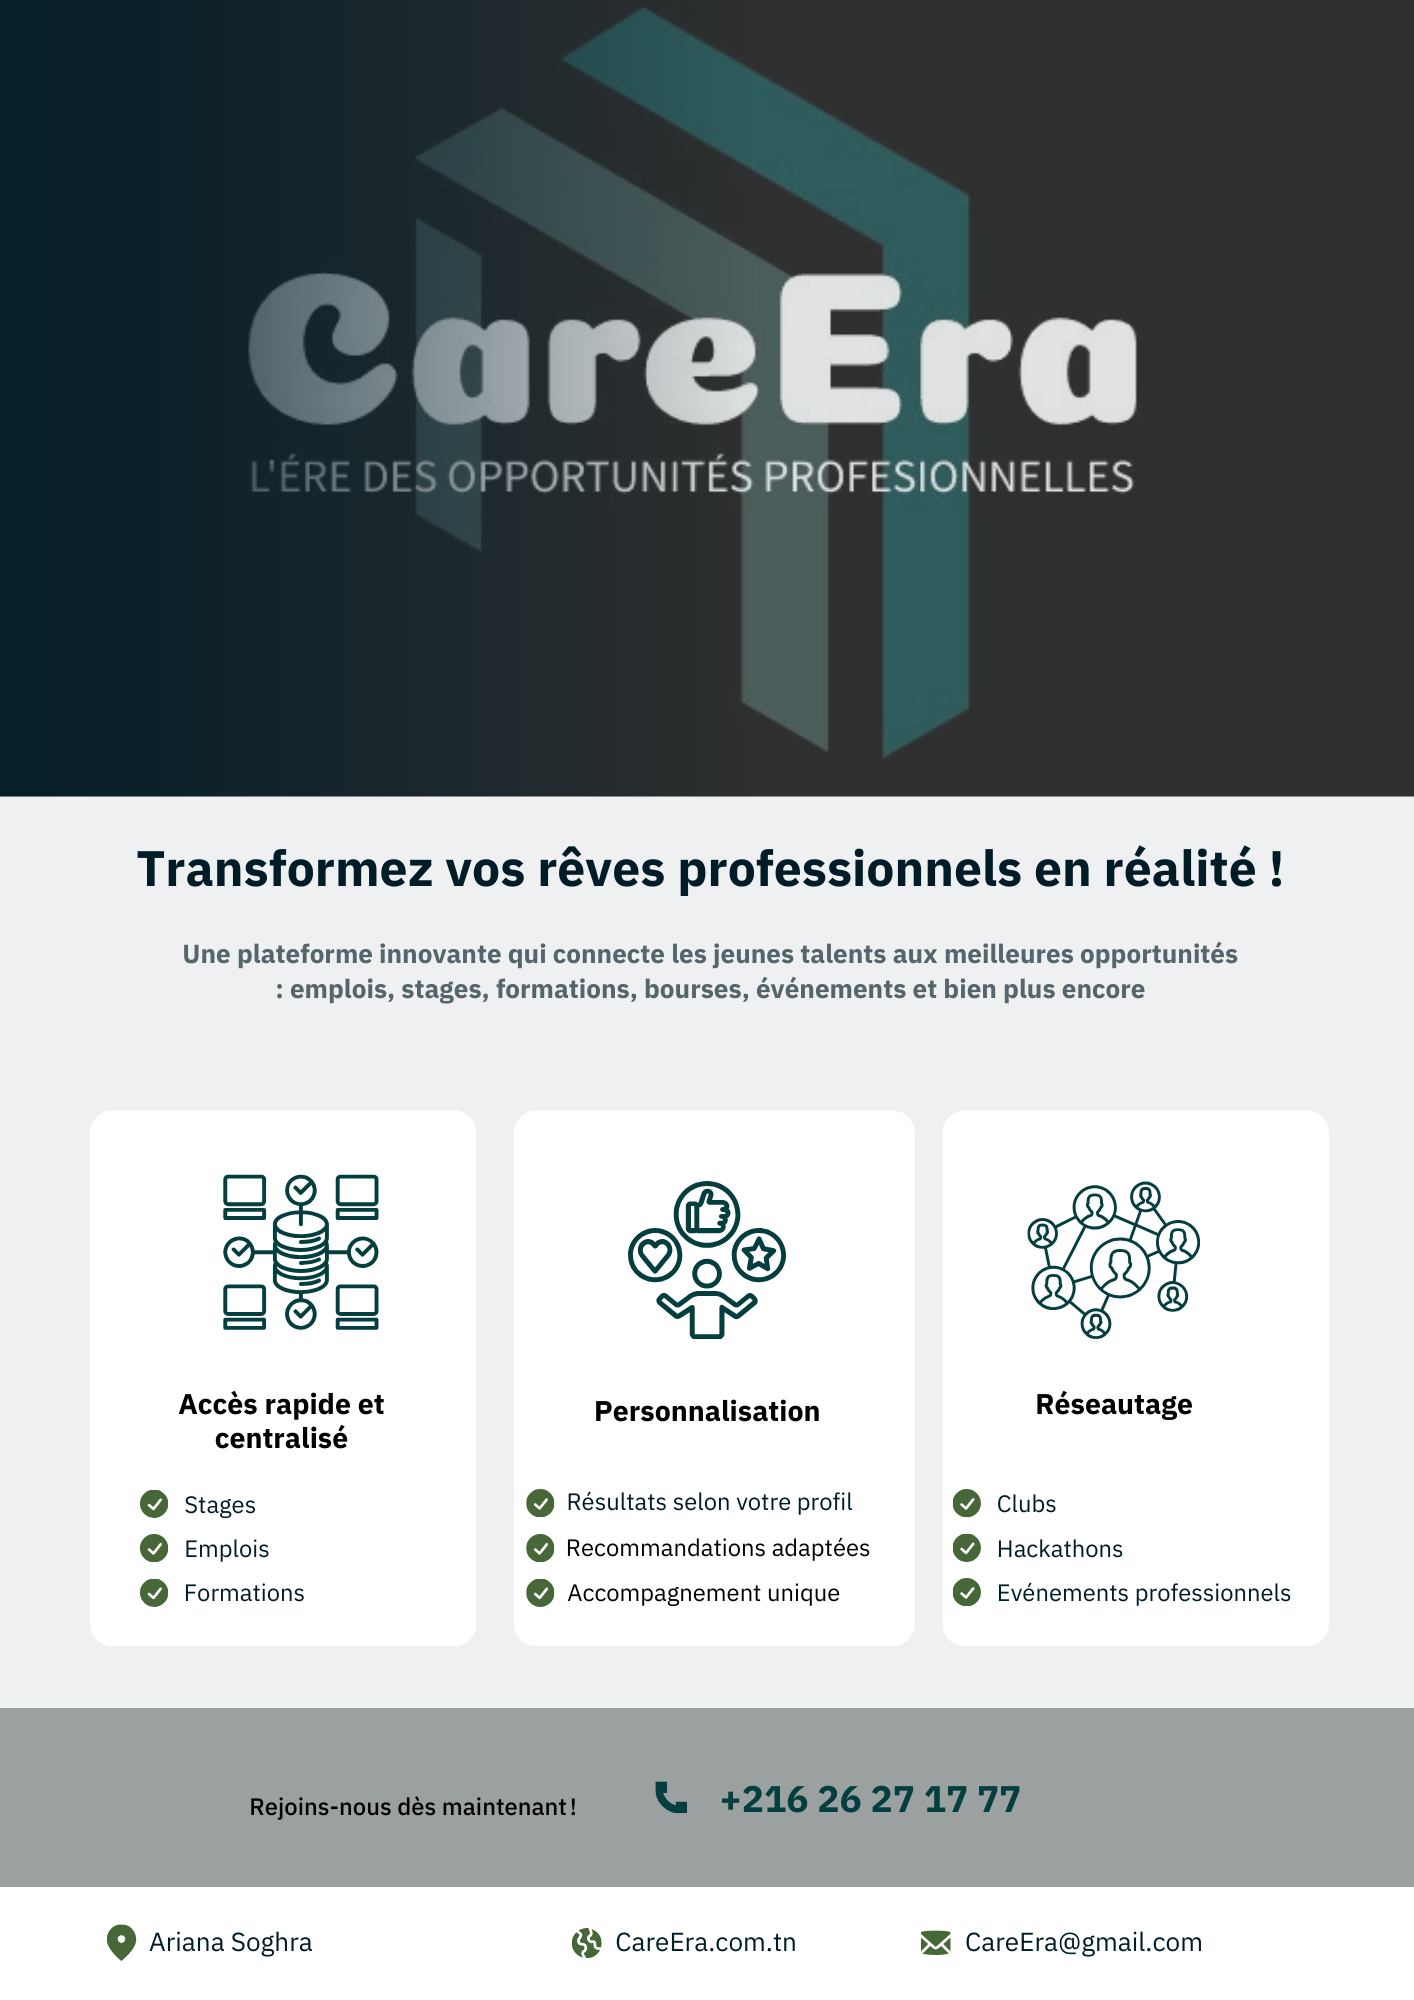 CareEra
L'ÉRE DES OPPORTUNITÉS PROFESIONNELLES
Transformez vos rêves professionnels en réalité !
Une plateforme innovante qui connecte les jeunes talents aux meilleures opportunités
: emplois, stages, formations, bourses, événements et bien plus encore
Accès rapide et
centralisé
Stages
Emplois
Formations
Personnalisation
Résultats selon votre profil
Recommandations adaptées
Accompagnement unique
Réseautage
Clubs
Hackathons
Evénements professionnels
Rejoins-nous dès maintenant !
+216 26 27 17 77
Ariana Soghra
CareEra.com.tn
CareEra@gmail.com